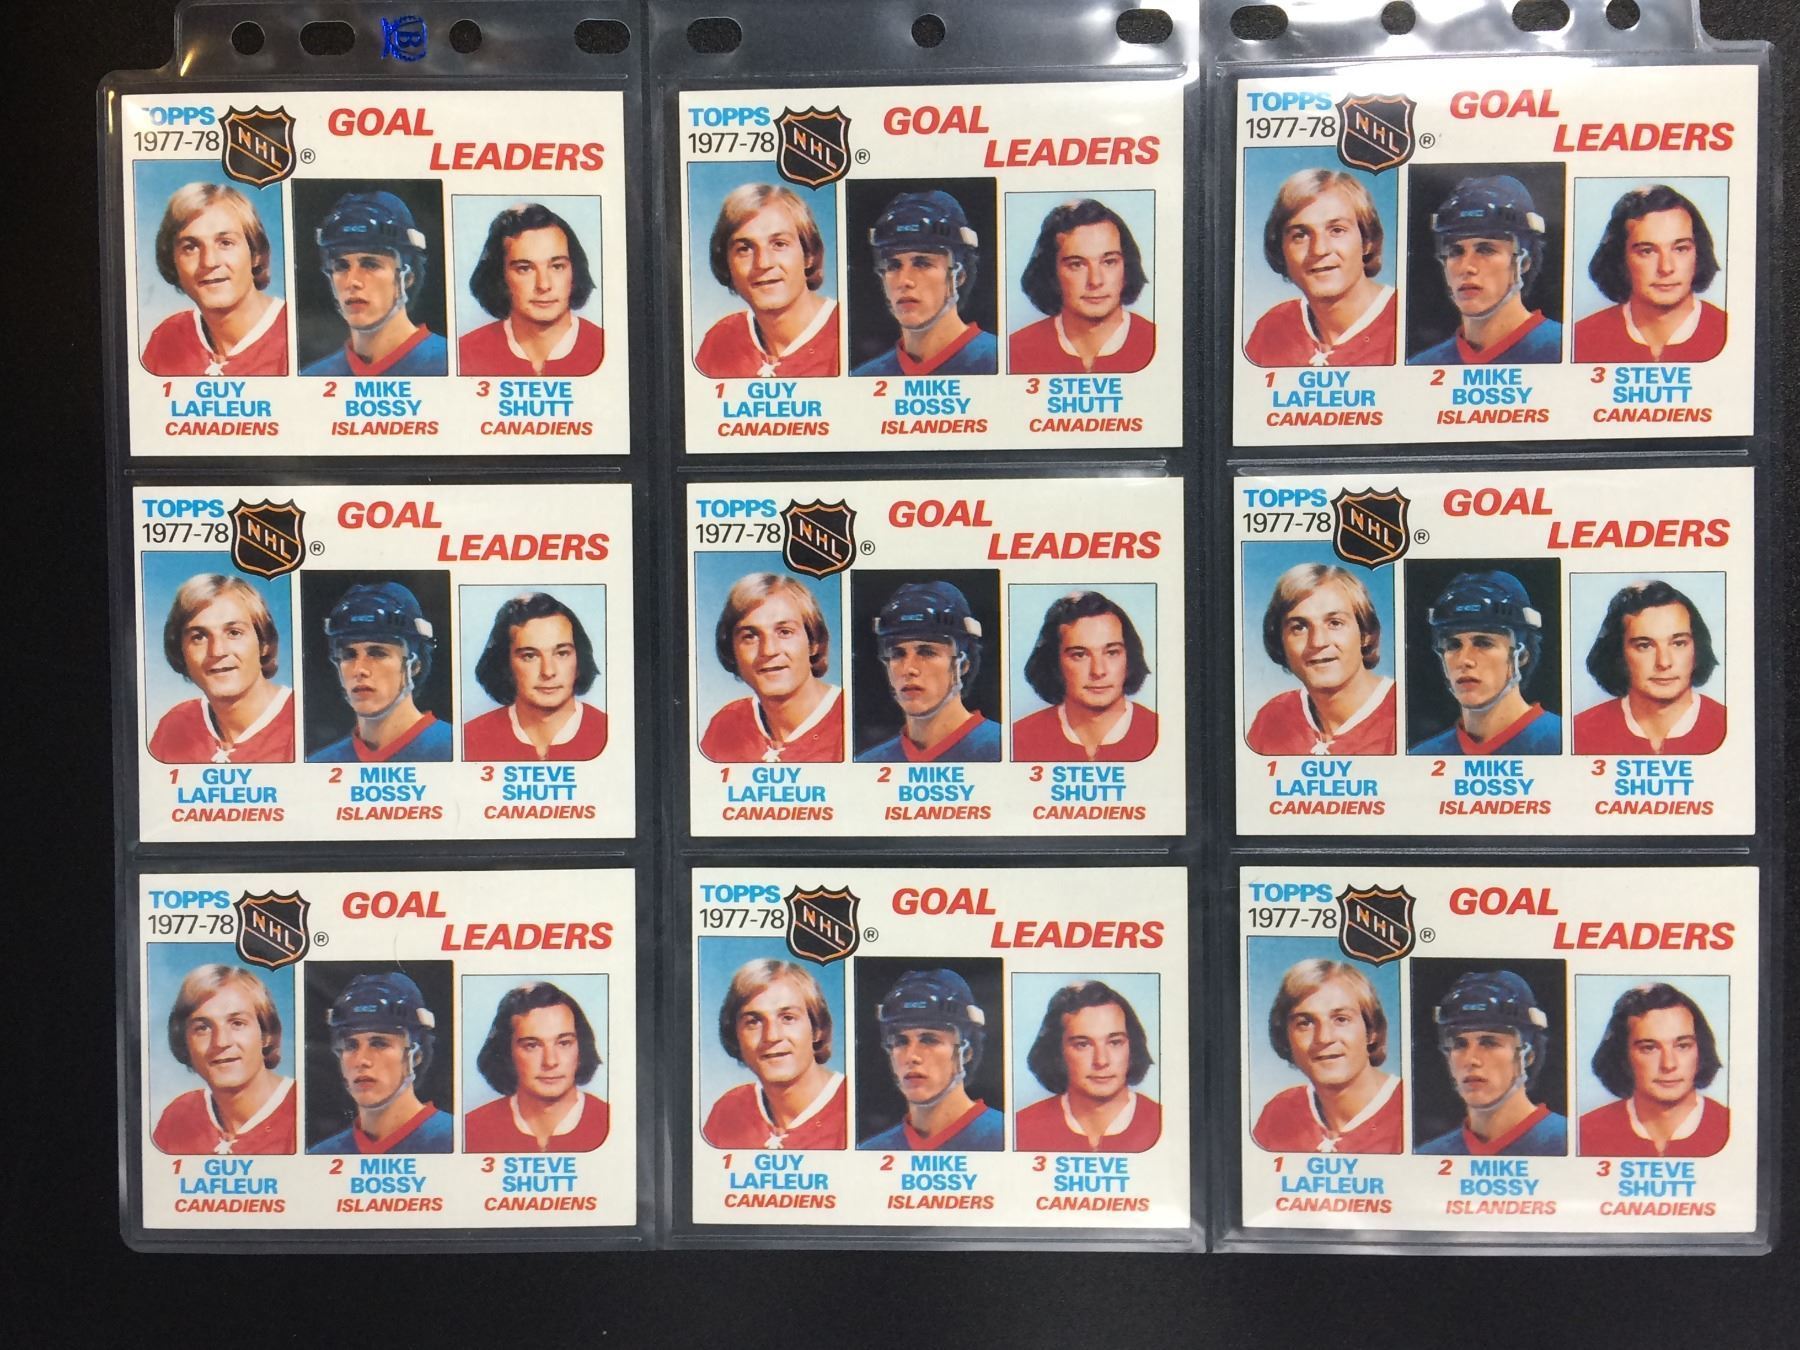 TOPPS
1977-78 NHL ® GOAL
LEADERS
1 GUY LAFLEUR CANADIENS
2 MIKE BOSSY ISLANDERS
3 STEVE SHUTT CANADIENS
TOPPS
1977-78 NHL ® GOAL
LEADERS
1 GUY LAFLEUR CANADIENS
2 MIKE BOSSY ISLANDERS
3 STEVE SHUTT CANADIENS
TOPPS
1977-78 NHL ® GOAL
LEADERS
1 GUY LAFLEUR CANADIENS
2 MIKE BOSSY ISLANDERS
3 STEVE SHUTT CANADIENS
TOPPS
1977-78 NHL ® GOAL
LEADERS
1 GUY LAFLEUR CANADIENS
2 MIKE BOSSY ISLANDERS
3 STEVE SHUTT CANADIENS
TOPPS
1977-78 NHL ® GOAL
LEADERS
1 GUY LAFLEUR CANADIENS
2 MIKE BOSSY ISLANDERS
3 STEVE SHUTT CANADIENS
TOPPS
1977-78 NHL ® GOAL
LEADERS
1 GUY LAFLEUR CANADIENS
2 MIKE BOSSY ISLANDERS
3 STEVE SHUTT CANADIENS
TOPPS
1977-78 NHL ® GOAL
LEADERS
1 GUY LAFLEUR CANADIENS
2 MIKE BOSSY ISLANDERS
3 STEVE SHUTT CANADIENS
TOPPS
1977-78 NHL ® GOAL
LEADERS
1 GUY LAFLEUR CANADIENS
2 MIKE BOSSY ISLANDERS
3 STEVE SHUTT CANADIENS
TOPPS
1977-78 NHL ® GOAL
LEADERS
1 GUY LAFLEUR CANADIENS
2 MIKE BOSSY ISLANDERS
3 STEVE SHUTT CANADIENS